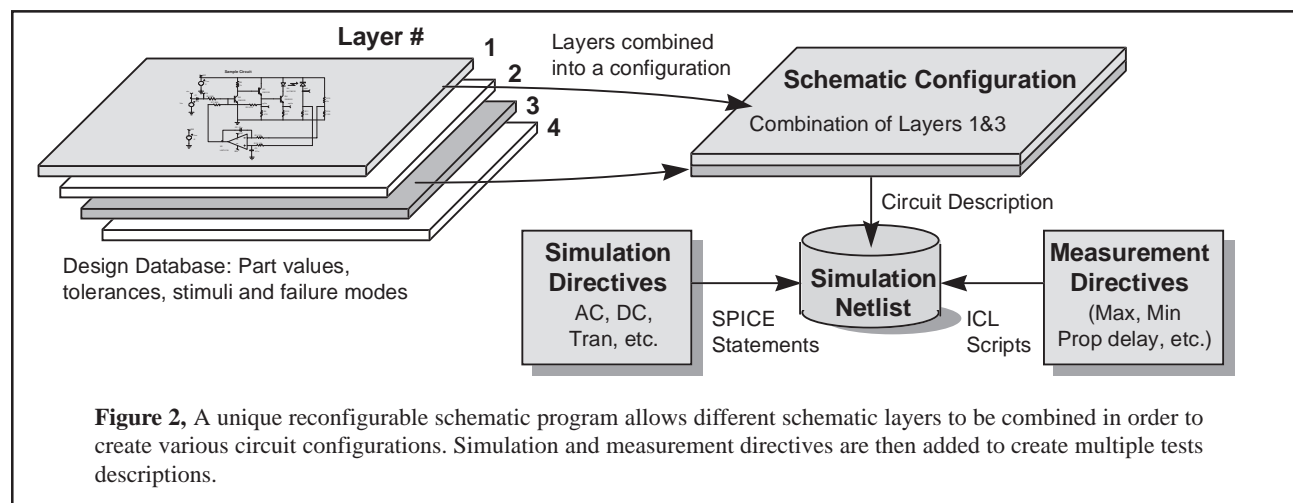 Layer #
1
2
3
4
Sample Circuit
Layers combined
into a configuration
Schematic Configuration
Combination of Layers 1&3
Circuit Description
Design Database: Part values,
tolerances, stimuli and failure modes
Simulation
Directives
AC, DC,
Tran, etc.
SPICE
Statements
Simulation
Netlist
ICL
Scripts
Measurement
Directives
(Max, Min
Prop delay, etc.)
Figure 2, A unique reconfigurable schematic program allows different schematic layers to be combined in order to
create various circuit configurations. Simulation and measurement directives are then added to create multiple tests
descriptions.